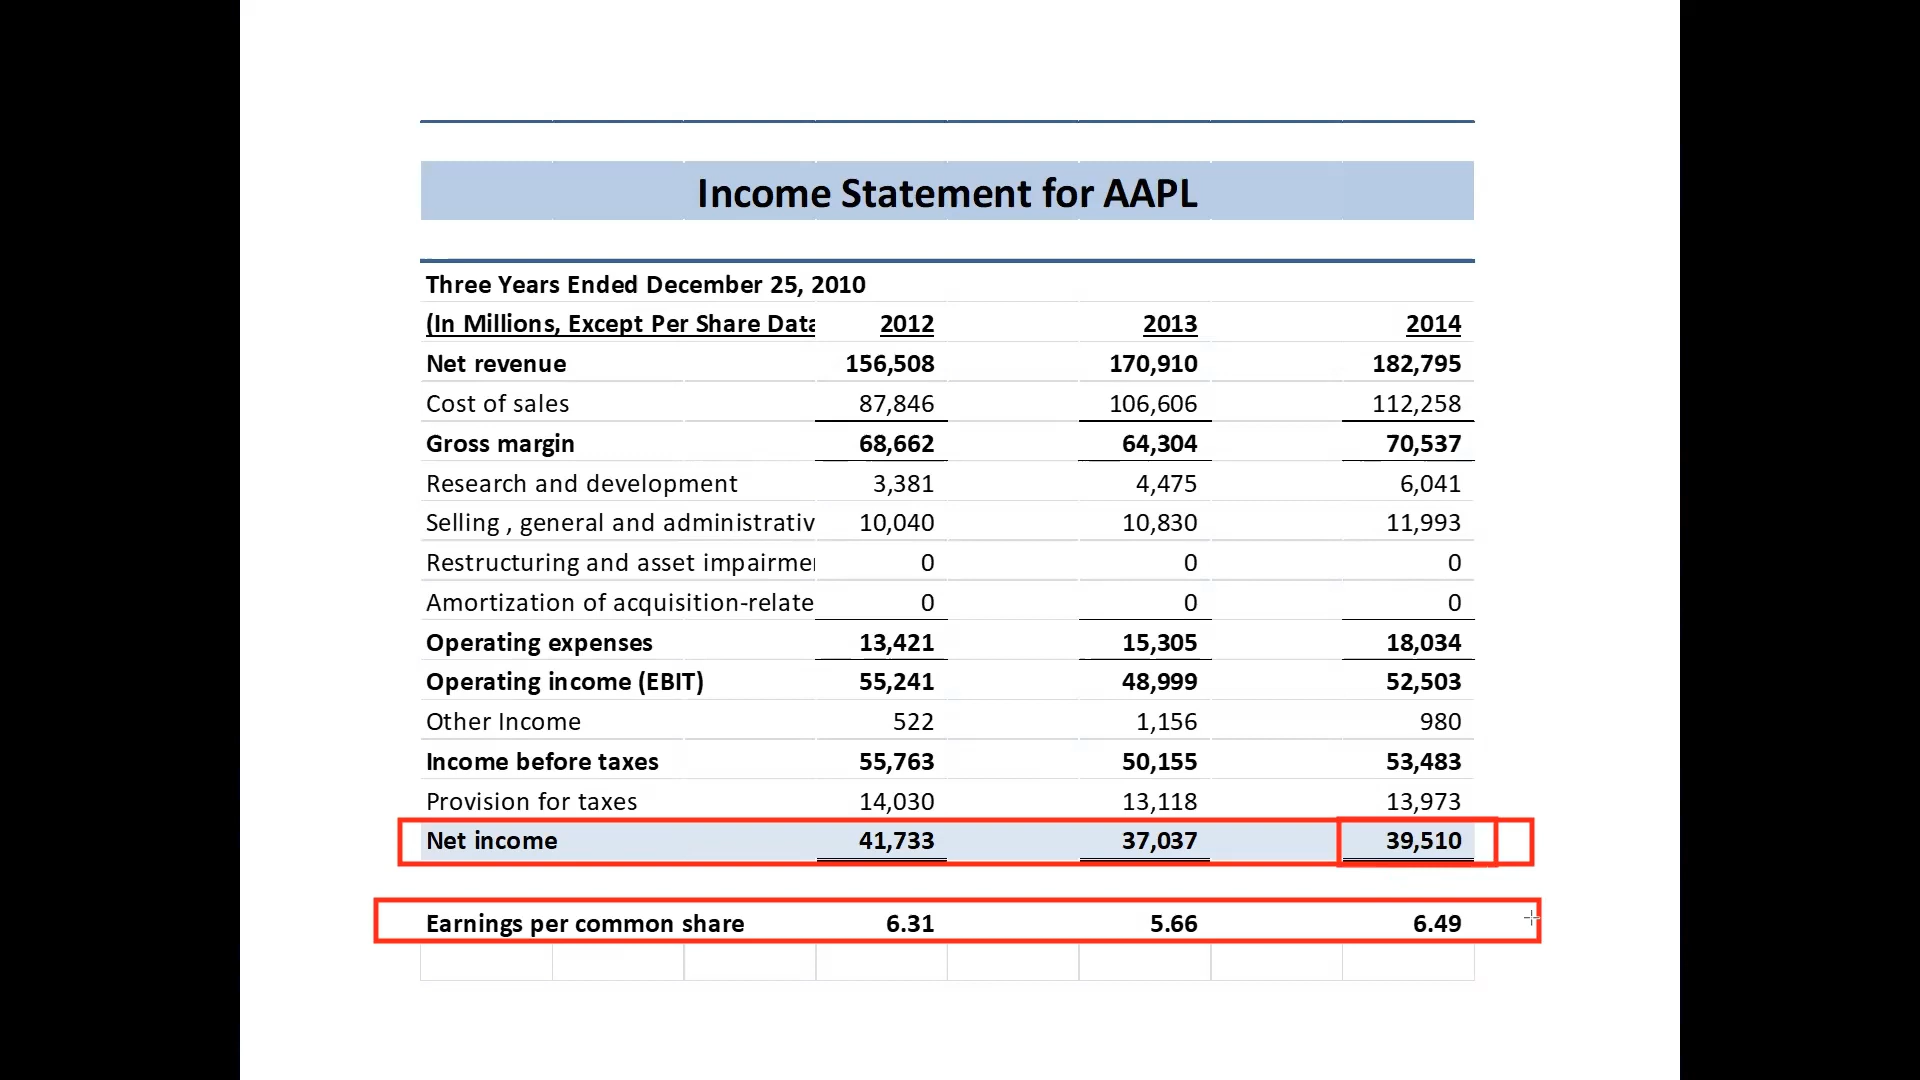 Income Statement for AAPL
Three Years Ended December 25, 2010
(In Millions, Except Per Share Data 2012 2013 2014
Net revenue 156,508 170,910 182,795
Cost of sales 87,846 106,606 112,258
Gross margin 68,662 64,304 70,537
Research and development 3,381 4,475 6,041
Selling , general and administrativ 10,040 10,830 11,993
Restructuring and asset impairmen 0 0 0
Amortization of acquisition-relate 0 0 0
Operating expenses 13,421 15,305 18,034
Operating income (EBIT) 55,241 48,999 52,503
Other Income 522 1,156 980
Income before taxes 55,763 50,155 53,483
Provision for taxes 14,030 13,118 13,973
Net income 41,733 37,037 39,510
Earnings per common share 6.31 5.66 6.49